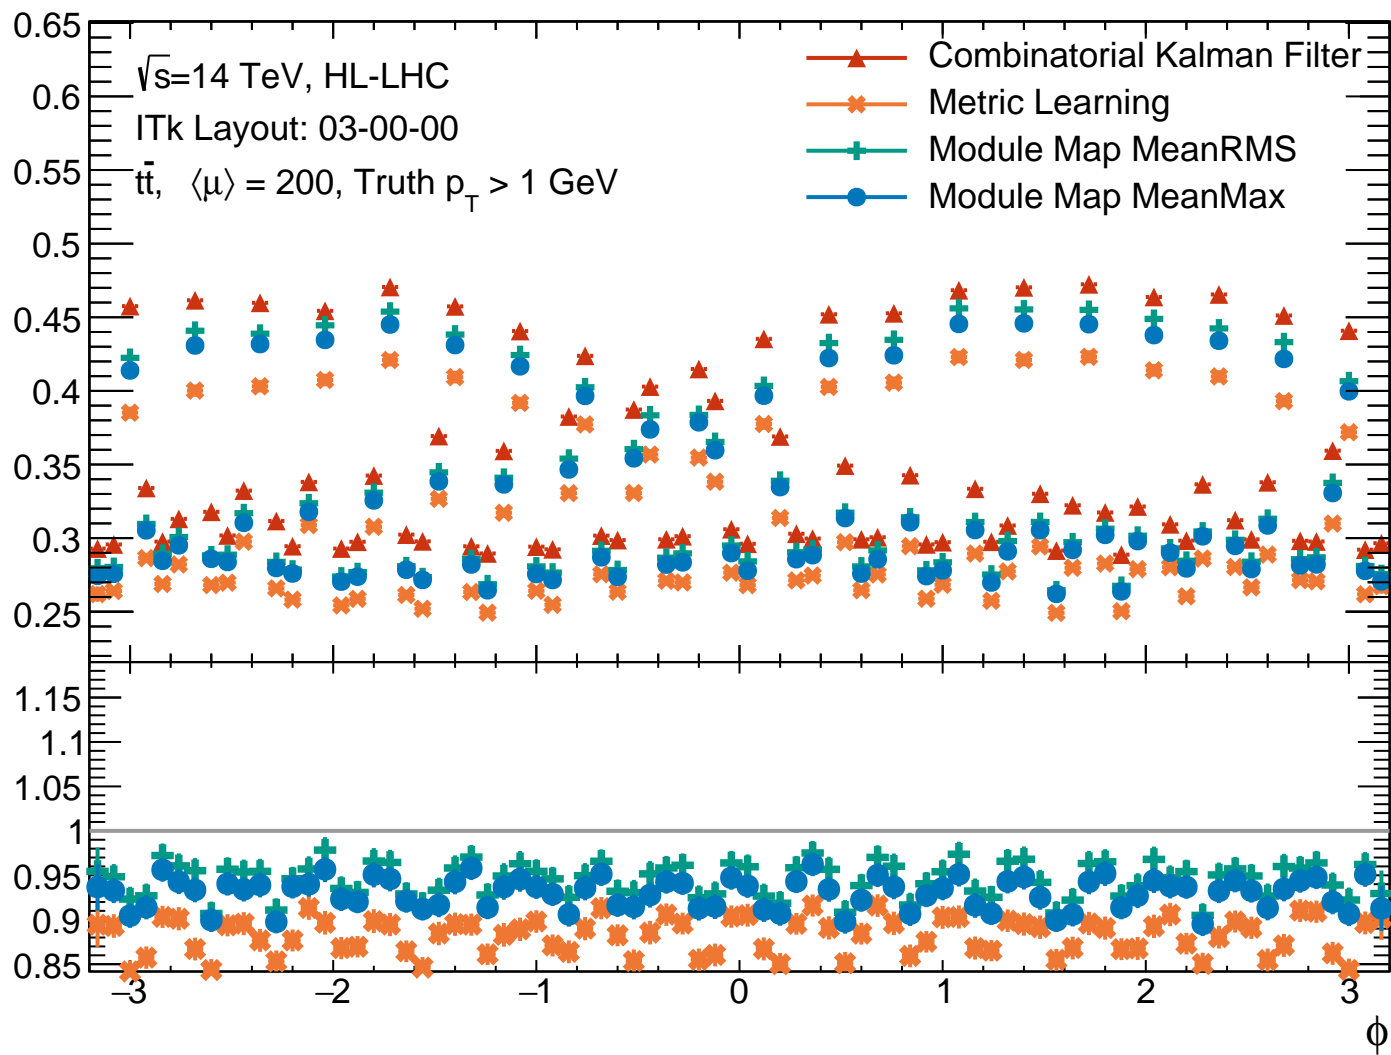 0.65
0.6
0.55
0.5
0.45
0.4
0.35
0.3
0.25
√s=14 TeV, HL-LHC
ITk Layout: 03-00-00
tt̄, ⟨μ⟩ = 200, Truth p_T > 1 GeV
Combinatorial Kalman Filter
Metric Learning
Module Map MeanRMS
Module Map MeanMax
1.15
1.1
1.05
1
0.95
0.9
0.85
−3 −2 −1 0 1 2 3
ϕ